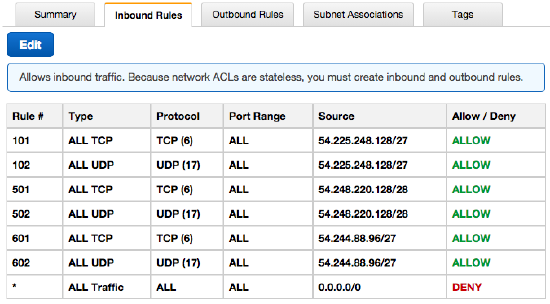 Summary Inbound Rules Outbound Rules Subnet Associations Tags
Edit
Allows inbound traffic. Because network ACLs are stateless, you must create inbound and outbound rules.
Rule # Type Protocol Port Range Source Allow / Deny
101 ALL TCP TCP (6) ALL 54.225.248.128/27 ALLOW
102 ALL UDP UDP (17) ALL 54.225.248.128/27 ALLOW
501 ALL TCP TCP (6) ALL 54.248.220.128/28 ALLOW
502 ALL UDP UDP (17) ALL 54.248.220.128/28 ALLOW
601 ALL TCP TCP (6) ALL 54.244.88.96/27 ALLOW
602 ALL UDP UDP (17) ALL 54.244.88.96/27 ALLOW
* ALL Traffic ALL ALL 0.0.0.0/0 DENY